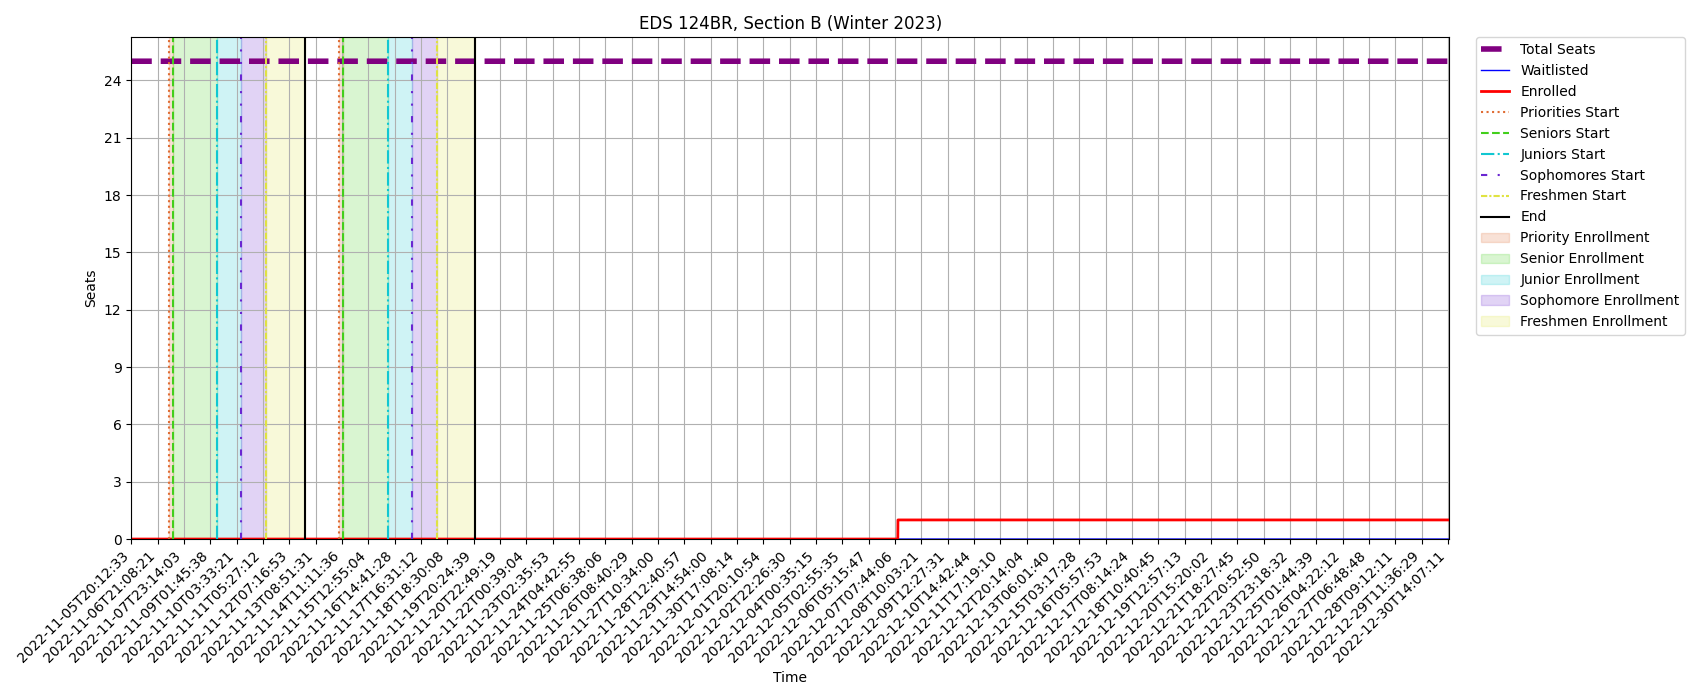 EDS 124BR, Section B (Winter 2023)
Total Seats
Waitlisted
Enrolled
Priorities Start
Seniors Start
Juniors Start
Sophomores Start
Freshmen Start
End
Priority Enrollment
Senior Enrollment
Junior Enrollment
Sophomore Enrollment
Freshmen Enrollment
Seats
24
21
18
15
12
9
6
3
0
2022-11-05T20:12:33
2022-11-06T21:08:21
2022-11-07T23:14:03
2022-11-09T01:45:38
2022-11-10T03:33:21
2022-11-11T05:27:12
2022-11-12T07:16:53
2022-11-13T08:51:31
2022-11-14T11:11:36
2022-11-15T12:55:04
2022-11-16T14:41:28
2022-11-17T16:31:12
2022-11-18T18:30:08
2022-11-19T20:24:39
2022-11-20T22:49:19
2022-11-22T00:39:04
2022-11-23T02:35:53
2022-11-24T04:42:55
2022-11-25T06:38:06
2022-11-26T08:40:29
2022-11-27T10:34:00
2022-11-28T12:40:57
2022-11-29T14:54:00
2022-11-30T17:08:14
2022-12-01T20:10:54
2022-12-02T22:26:30
2022-12-04T00:35:15
2022-12-05T02:55:35
2022-12-06T05:15:47
2022-12-07T07:44:06
2022-12-08T10:03:21
2022-12-09T12:27:31
2022-12-10T14:42:44
2022-12-11T17:19:10
2022-12-12T20:14:04
2022-12-13T06:01:40
2022-12-15T03:17:28
2022-12-16T05:57:53
2022-12-17T08:14:24
2022-12-18T10:40:45
2022-12-19T12:57:13
2022-12-20T15:20:02
2022-12-21T18:27:45
2022-12-22T20:52:50
2022-12-23T23:18:32
2022-12-25T01:44:39
2022-12-26T04:22:12
2022-12-27T06:48:48
2022-12-28T09:12:11
2022-12-29T11:36:29
2022-12-30T14:07:11
Time